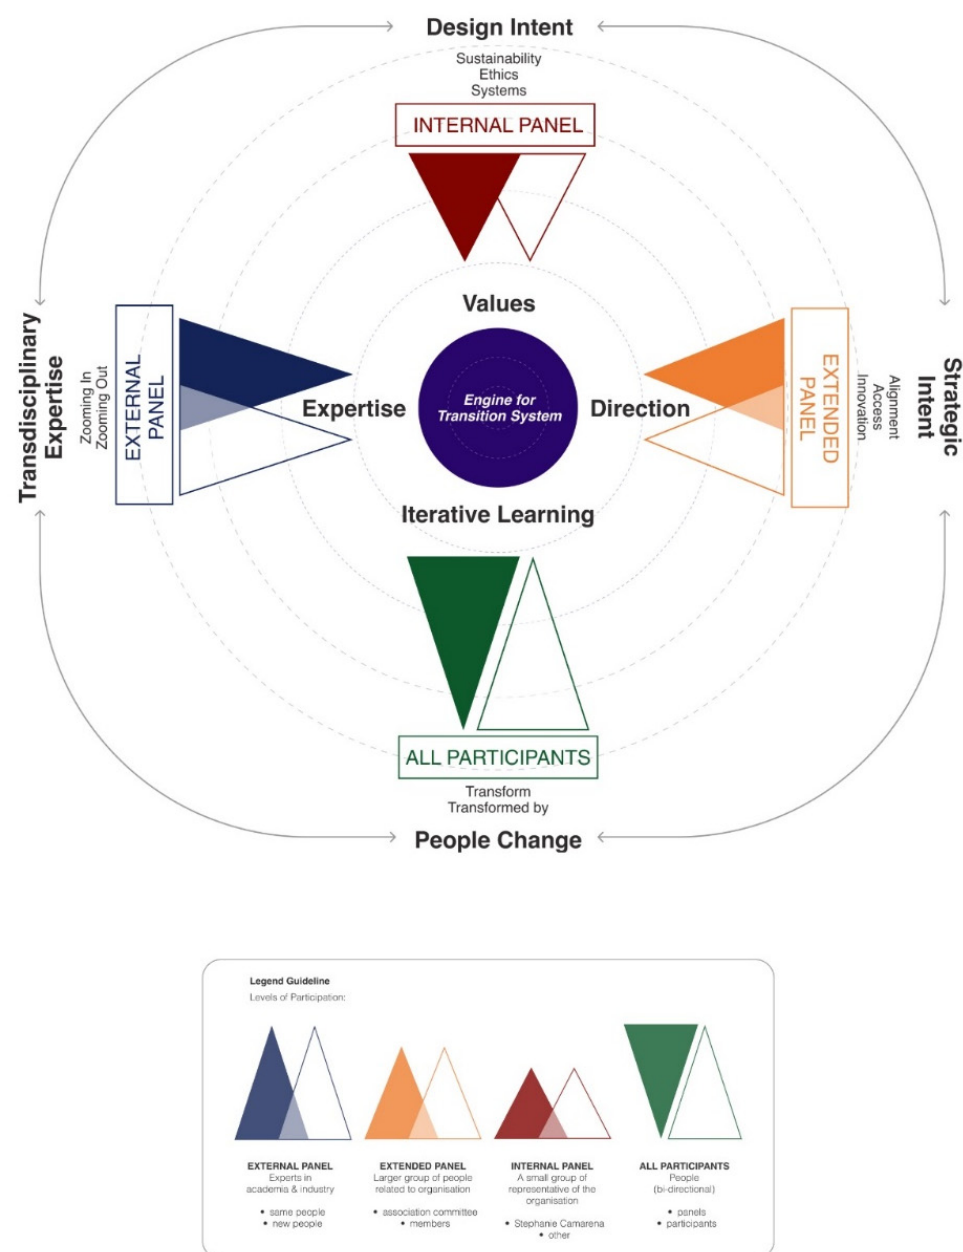 Design Intent
Sustainability
Ethics
Systems
INTERNAL PANEL
Values
Transdisciplinary
Expertise
Zooming In
Zooming Out
EXTERNAL
PANEL
Expertise
Engine for
Transition System
Direction
EXTENDED
PANEL
Alignment
Access
Innovation
Strategic
Intent
Iterative Learning
ALL PARTICIPANTS
Transform
Transformed by
People Change
Legend Guideline
Levels of Participation:
EXTERNAL PANEL
Experts in
academia & industry
• same people
• new people
EXTENDED PANEL
Larger group of people
related to organisation
• association committee
• members
INTERNAL PANEL
A small group of
representative of the
organisation
• Stephanie Camarena
• other
ALL PARTICIPANTS
People
(bi-directional)
• panels
• participants